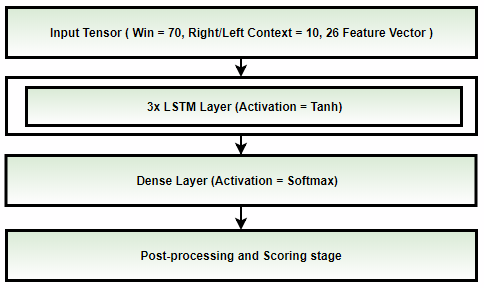 Input Tensor ( Win = 70, Right/Left Context = 10, 26 Feature Vector )
3x LSTM Layer (Activation = Tanh)
Dense Layer (Activation = Softmax)
Post-processing and Scoring stage